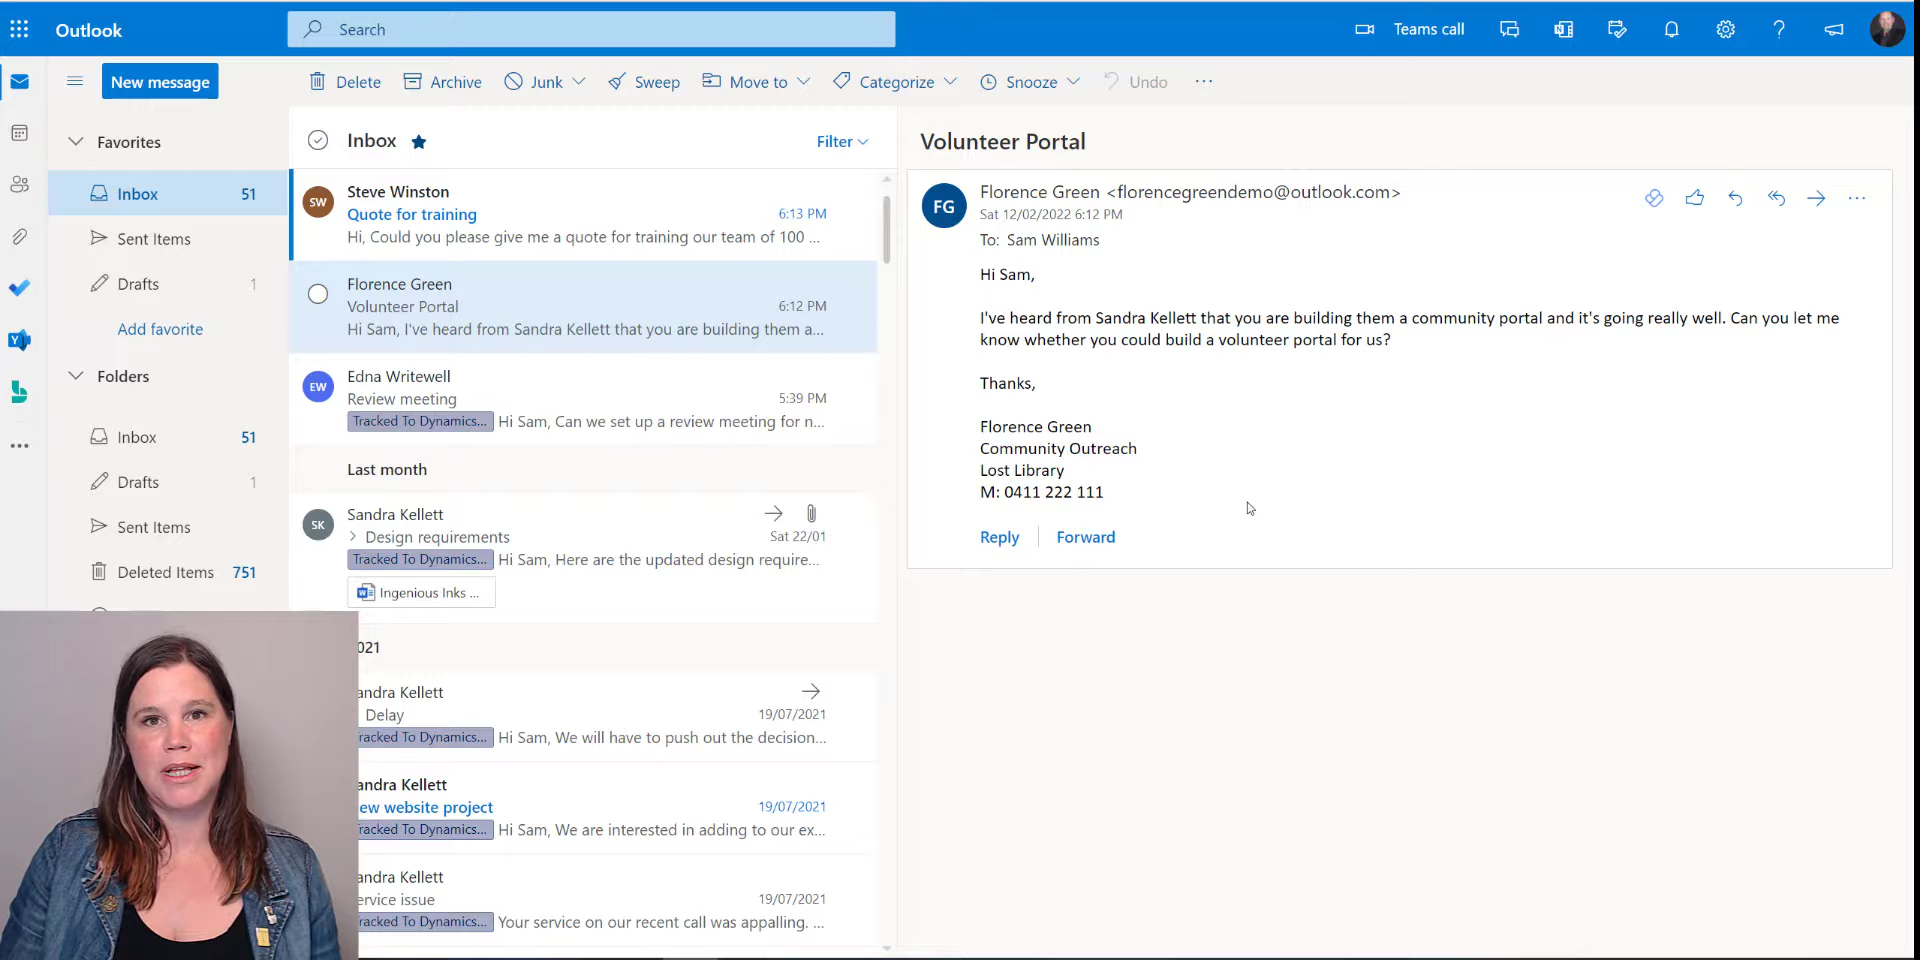 Outlook
Search
Teams call
New message
Delete
Archive
Junk
Sweep
Move to
Categorize
Snooze
Undo
Favorites
Inbox 51
Sent Items
Drafts 1
Add favorite
Folders
Inbox 51
Drafts 1
Sent Items
Deleted Items 751
Inbox
Filter
SW
Steve Winston
Quote for training 6:13 PM
Hi, Could you please give me a quote for training our team of 100 ...
Florence Green
Volunteer Portal 6:12 PM
Hi Sam, I've heard from Sandra Kellett that you are building them a...
EW
Edna Writewell
Review meeting 5:39 PM
Tracked To Dynamics... Hi Sam, Can we set up a review meeting for n...
Last month
SK
Sandra Kellett
Design requirements Sat 22/01
Tracked To Dynamics... Hi Sam, Here are the updated design require...
Ingenious Inks ...
021
andra Kellett
Delay 19/07/2021
racked To Dynamics... Hi Sam, We will have to push out the decision...
andra Kellett
ew website project 19/07/2021
racked To Dynamics... Hi Sam, We are interested in adding to our ex...
andra Kellett
ervice issue 19/07/2021
racked To Dynamics... Your service on our recent call was appalling. ...
Volunteer Portal
FG
Florence Green <florencegreendemo@outlook.com>
Sat 12/02/2022 6:12 PM
To: Sam Williams
Hi Sam,
I've heard from Sandra Kellett that you are building them a community portal and it's going really well. Can you let me
know whether you could build a volunteer portal for us?
Thanks,
Florence Green
Community Outreach
Lost Library
M: 0411 222 111
Reply
Forward